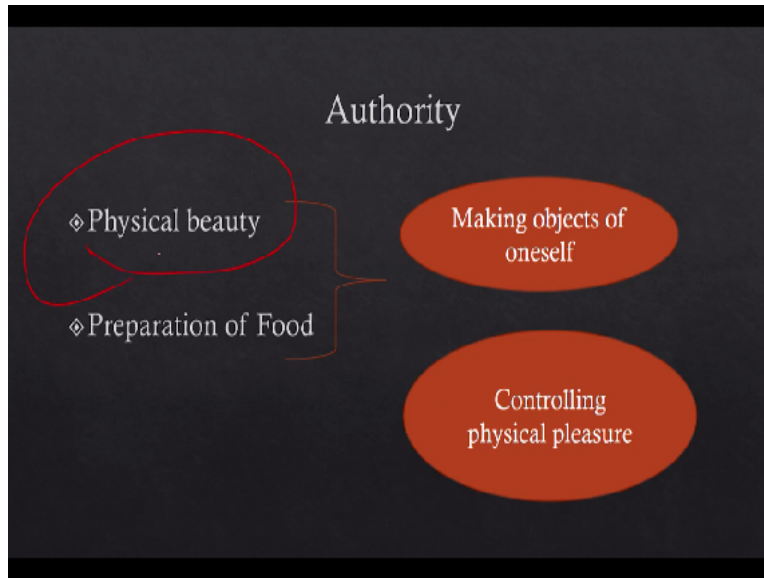 Authority
Physical beauty
Preparation of Food
Making objects of
oneself
Controlling
physical pleasure